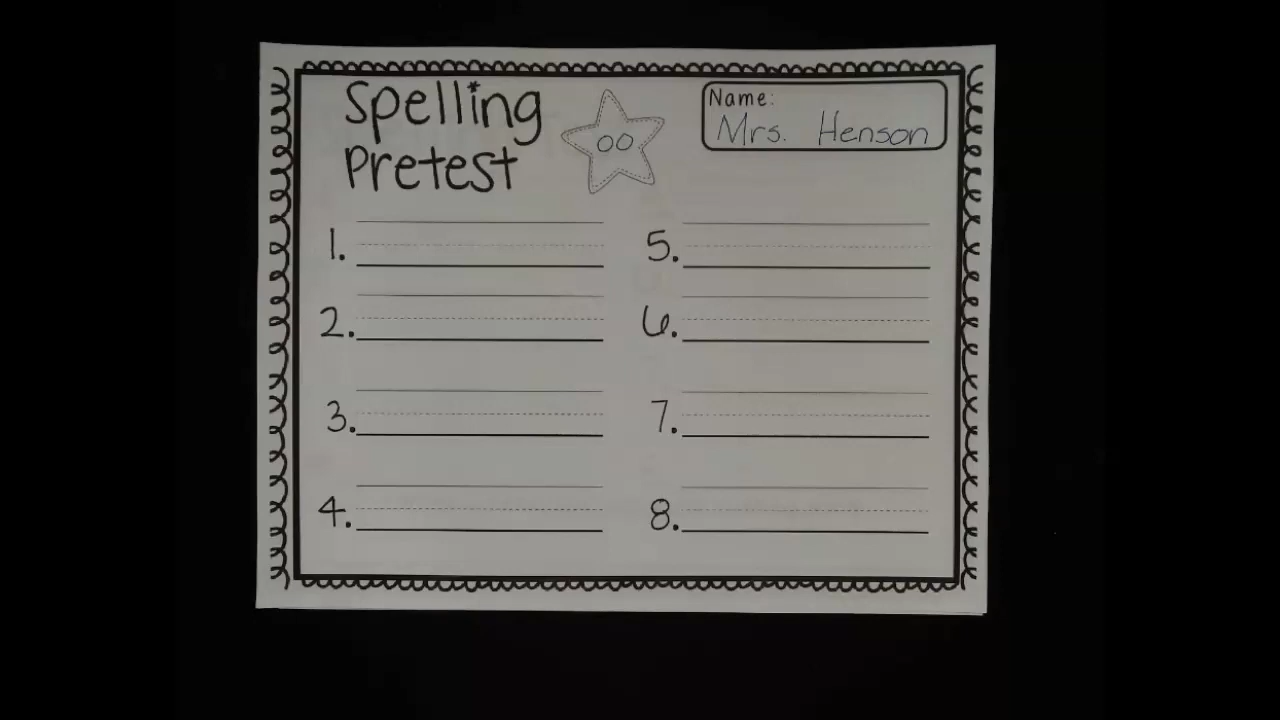 Spelling
Pretest
oo
Name:
Mrs. Henson
1.
2.
3.
4.
5.
6.
7.
8.